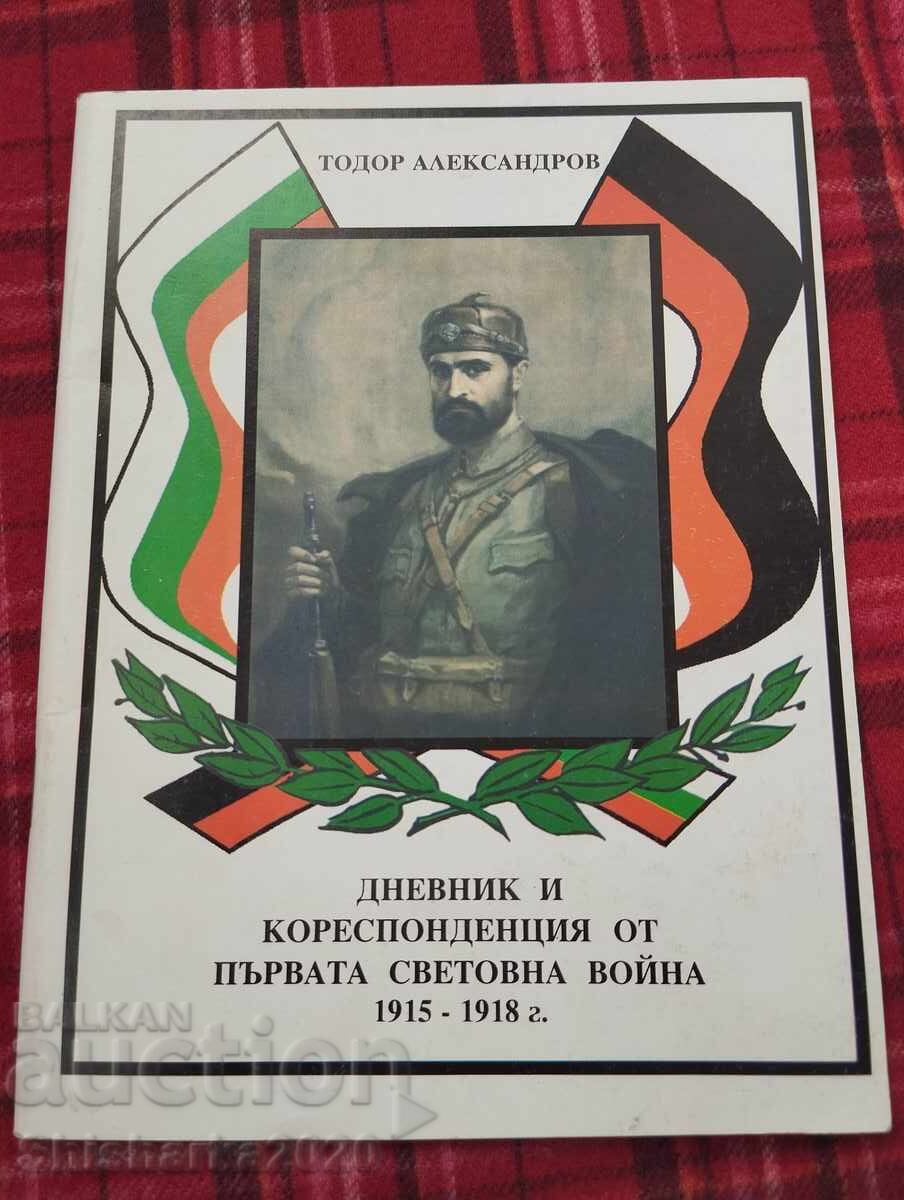 ТОДОР АЛЕКСАНДРОВ
ДНЕВНИК И
КОРЕСПОНДЕНЦИЯ ОТ
ПЪРВАТА СВЕТОВНА ВОЙНА
1915 - 1918 г.
BALKAN
auction
Shisharka2020